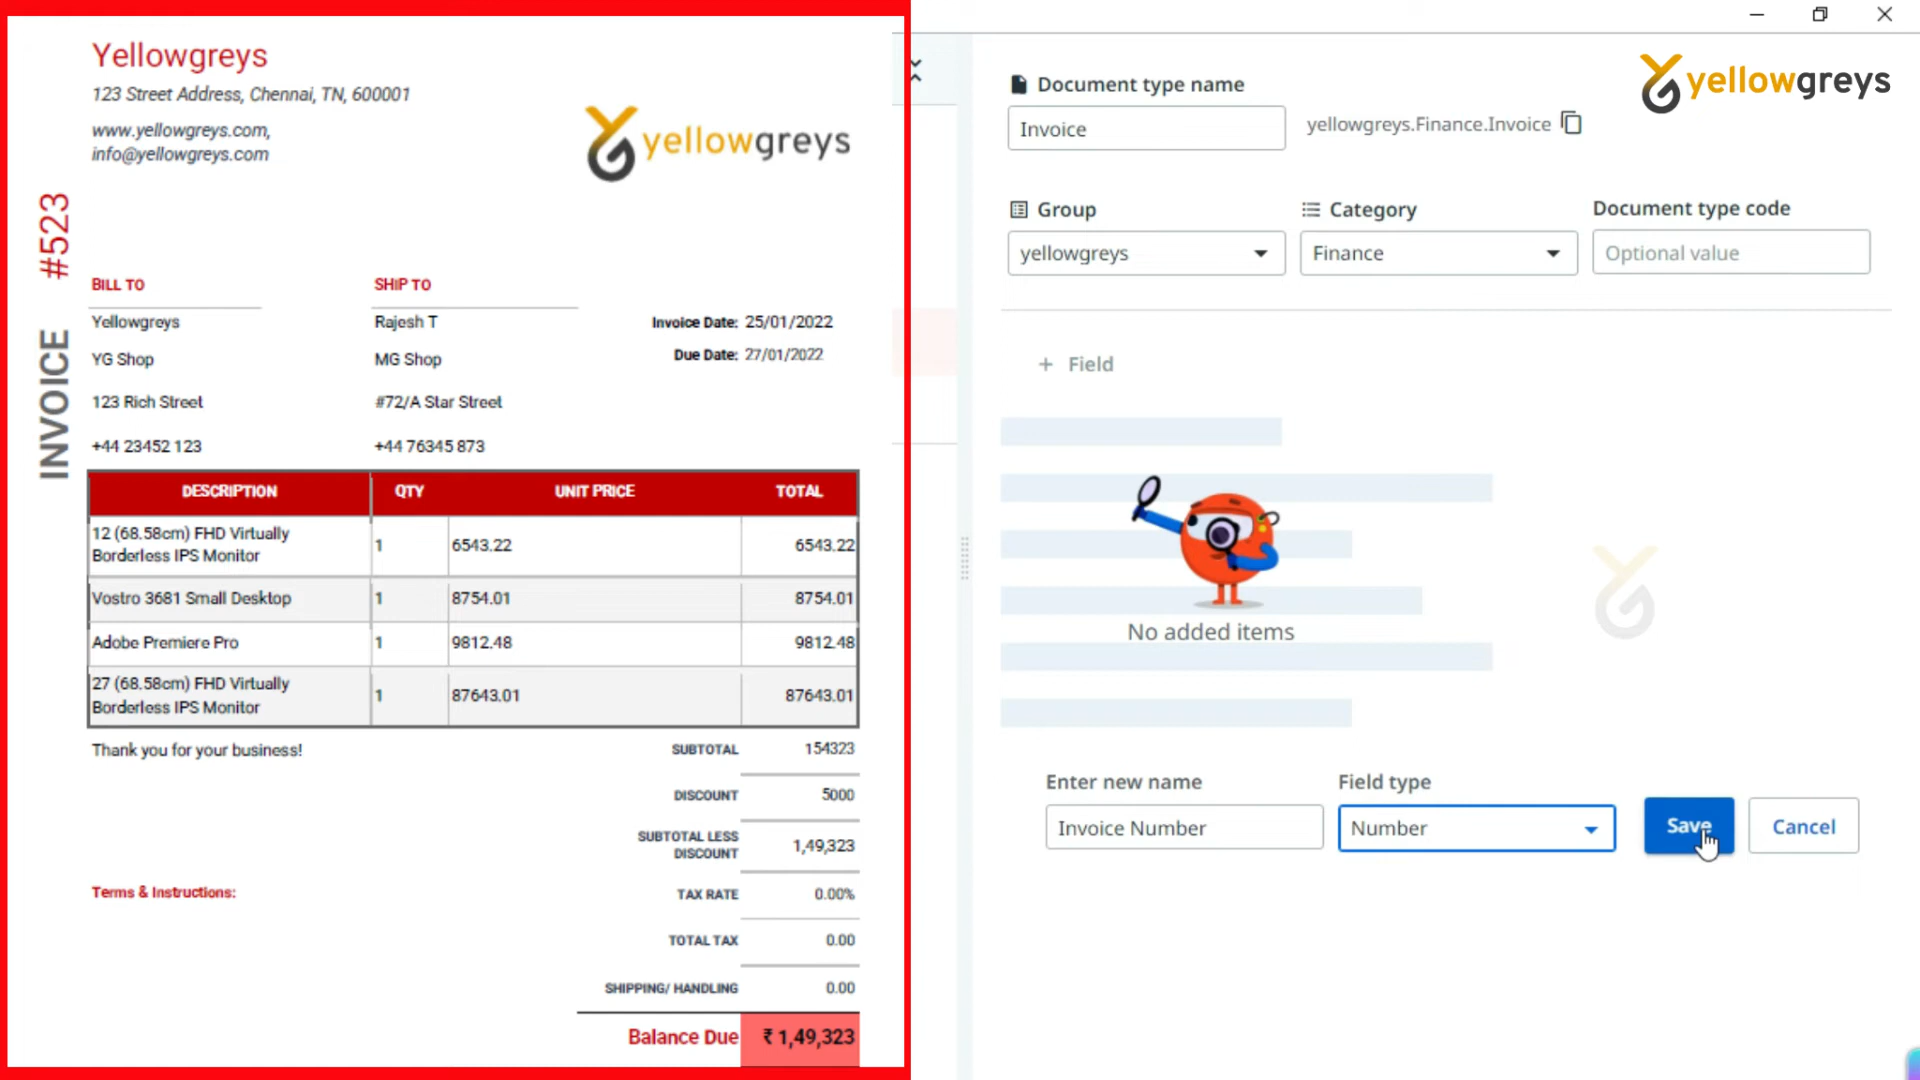 Yellowgreys
123 Street Address, Chennai, TN, 600001
www.yellowgreys.com,
info@yellowgreys.com
yellowgreys
#523
INVOICE
BILL TO
Yellowgreys
YG Shop
123 Rich Street
+44 23452 123
SHIP TO
Rajesh T
MG Shop
#72/A Star Street
+44 76345 873
Invoice Date: 25/01/2022
Due Date: 27/01/2022
DESCRIPTION QTY UNIT PRICE TOTAL
12 (68.58cm) FHD Virtually
Borderless IPS Monitor 1 6543.22 6543.22
Vostro 3681 Small Desktop 1 8754.01 8754.01
Adobe Premiere Pro 1 9812.48 9812.48
27 (68.58cm) FHD Virtually
Borderless IPS Monitor 1 87643.01 87643.01
Thank you for your business!
SUBTOTAL 154323
DISCOUNT 5000
SUBTOTAL LESS
DISCOUNT 1,49,323
Terms & Instructions:
TAX RATE 0.00%
TOTAL TAX 0.00
SHIPPING/ HANDLING 0.00
Balance Due ₹ 1,49,323
yellowgreys
Document type name
Invoice
yellowgreys.Finance.Invoice
Group
yellowgreys
Category
Finance
Document type code
Optional value
+ Field
No added items
Enter new name
Invoice Number
Field type
Number
Save
Cancel